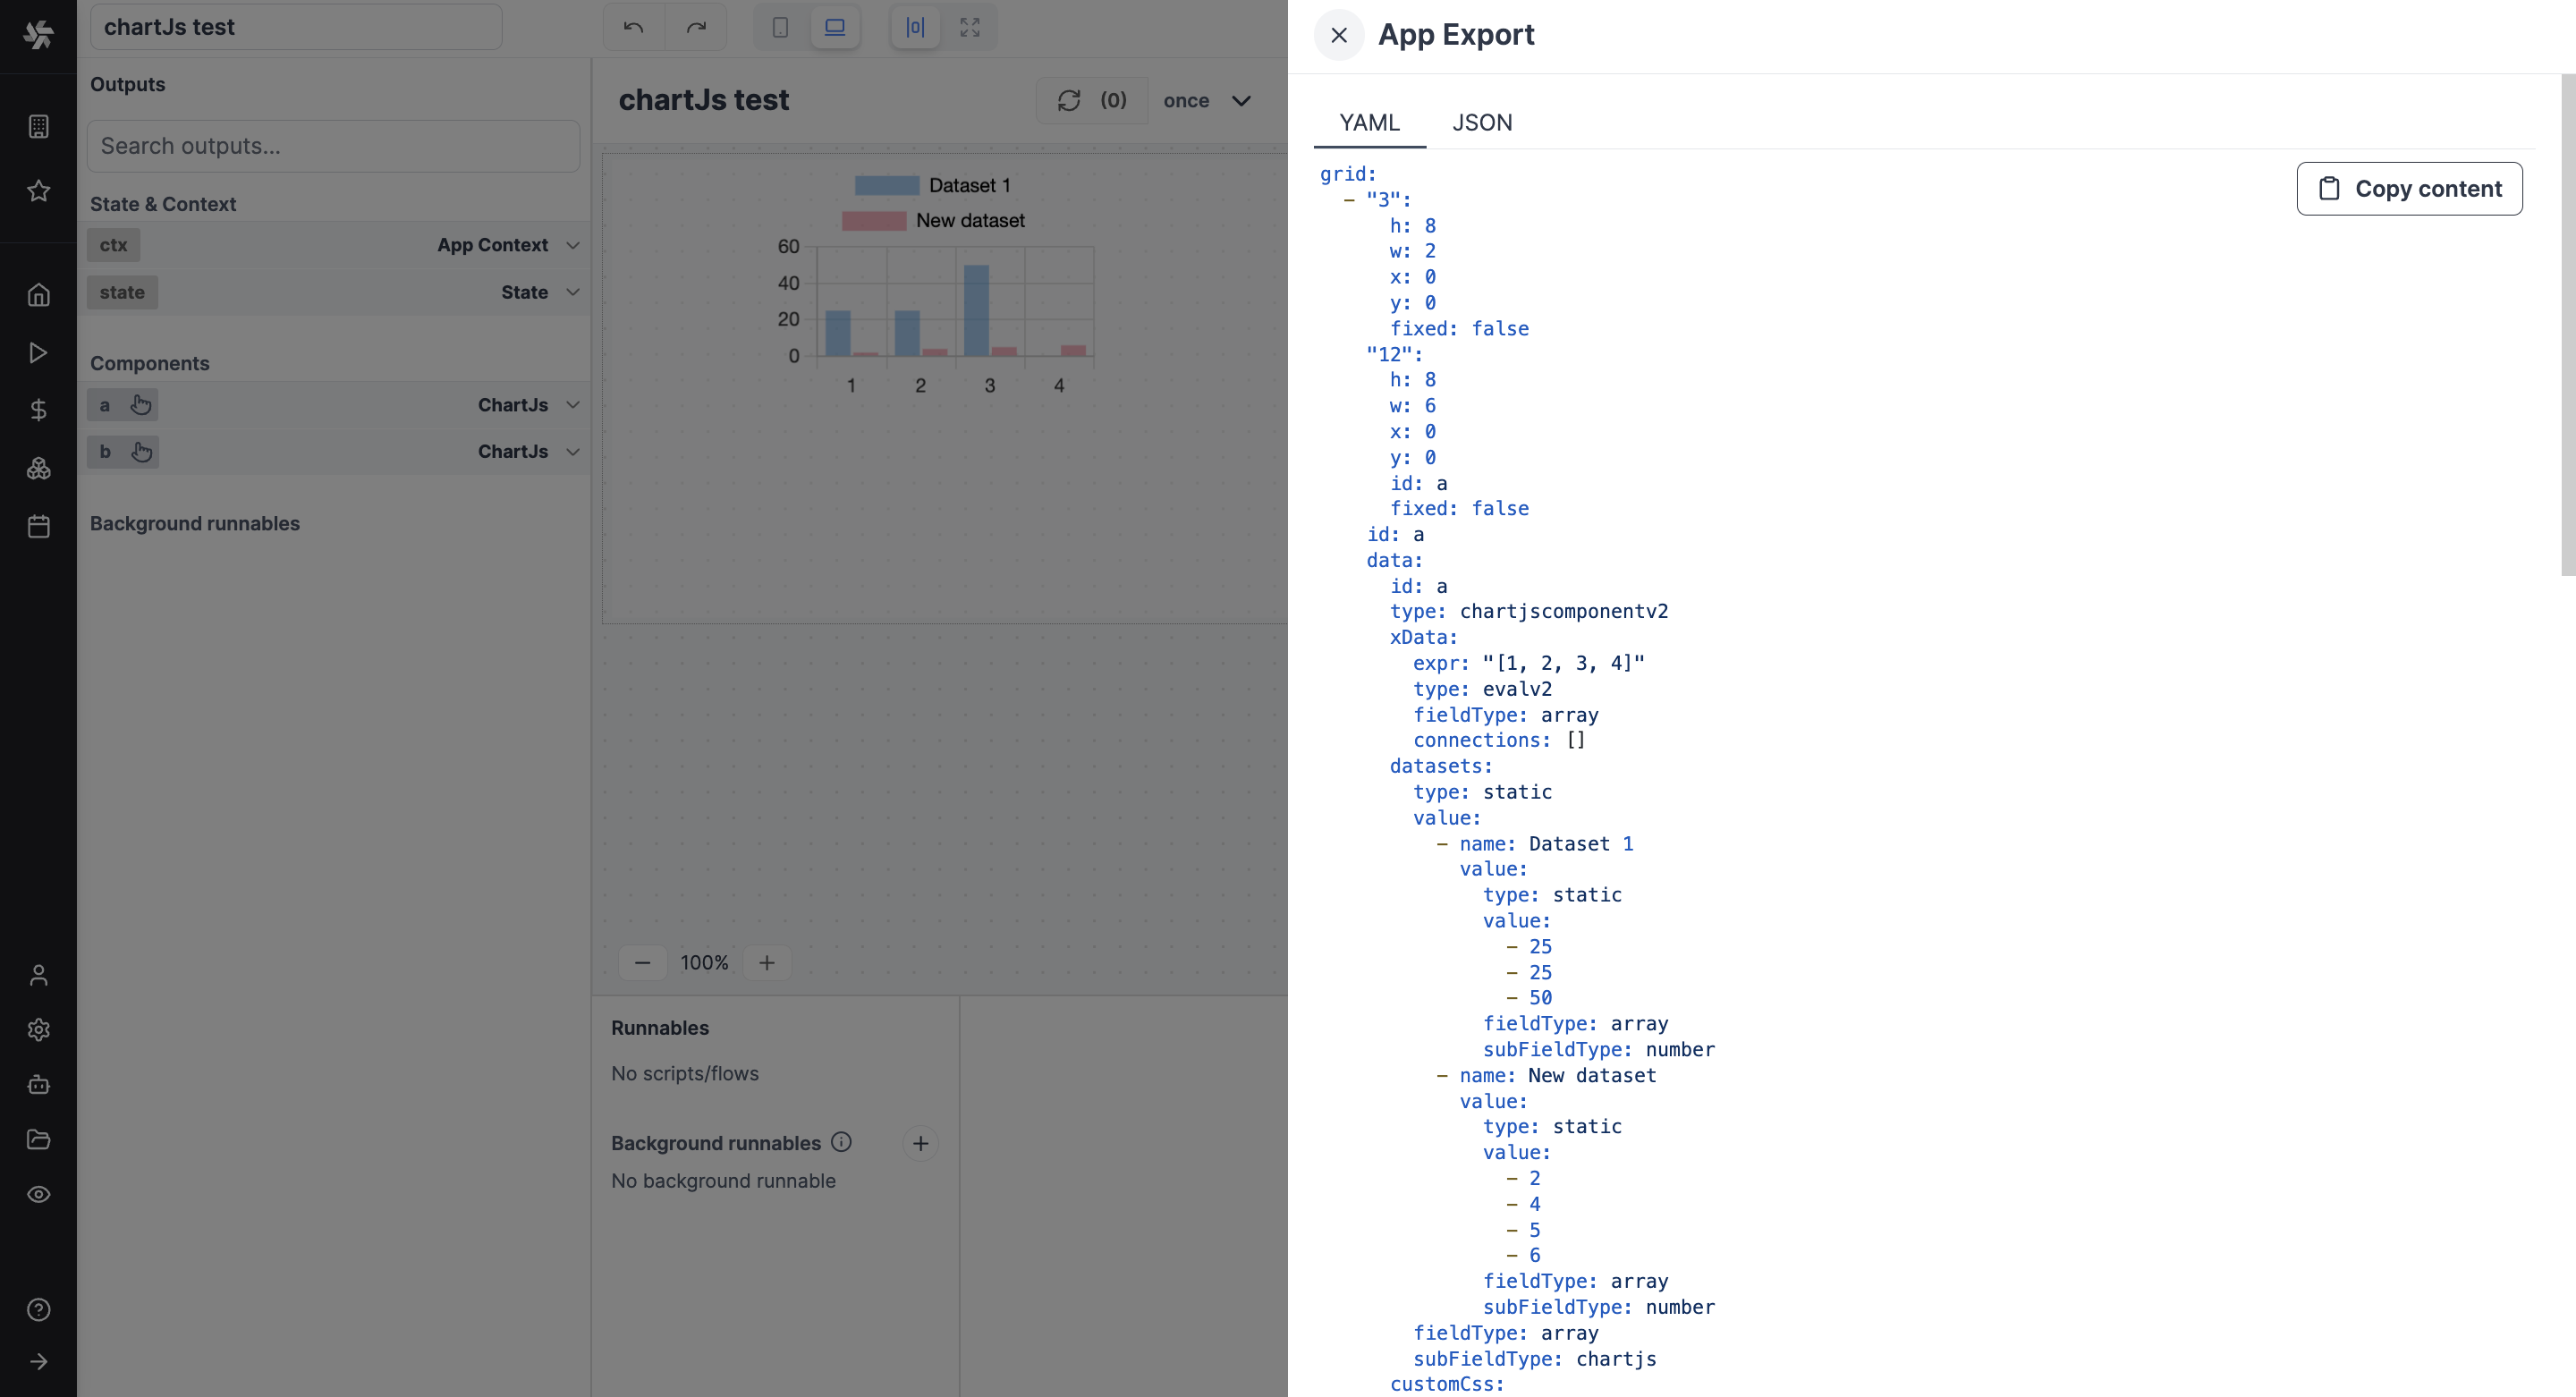 chartJs test
Outputs
Search outputs...
State & Context
ctx
App Context
state
State
Components
a
ChartJs
b
ChartJs
Background runnables
chartJs test
(0)
once
Dataset 1
New dataset
60
40
20
0
1 2 3 4
100%
Runnables
No scripts/flows
Background runnables
No background runnable
App Export
YAML
JSON
Copy content
grid:
  - "3":
      h: 8
      w: 2
      x: 0
      y: 0
      fixed: false
    "12":
      h: 8
      w: 6
      x: 0
      y: 0
      id: a
      fixed: false
    id: a
    data:
      id: a
      type: chartjscomponentv2
      xData:
        expr: "[1, 2, 3, 4]"
        type: evalv2
        fieldType: array
        connections: []
      datasets:
        type: static
        value:
          - name: Dataset 1
            value:
              type: static
              value:
                - 25
                - 25
                - 50
              fieldType: array
              subFieldType: number
          - name: New dataset
            value:
              type: static
              value:
                - 2
                - 4
                - 5
                - 6
              fieldType: array
              subFieldType: number
        fieldType: array
        subFieldType: chartjs
      customCss: